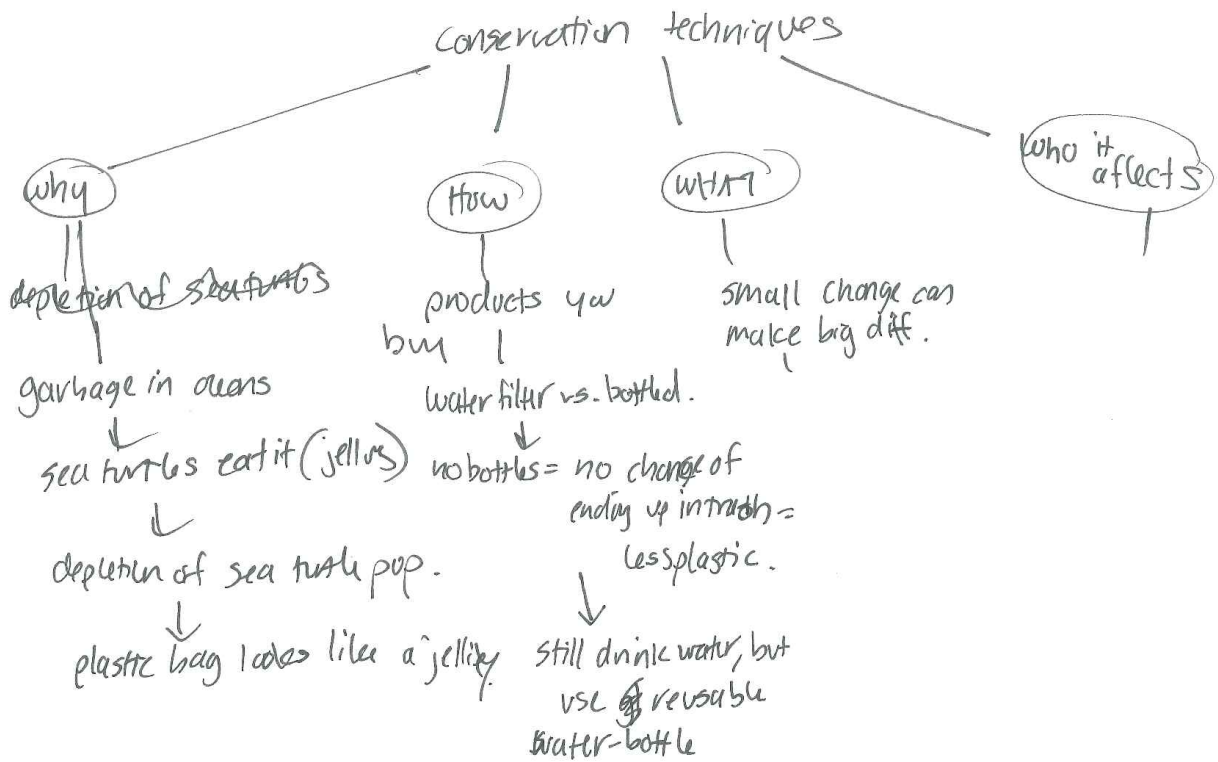 conservation techniques
why
How
WHAT
who it
affects
depletion of sea turtles
garbage in oceans
sea turtles eat it (jellys)
depletion of sea turtle pop.
plastic bag looks like a jelly
products you
buy
water filter vs. bottled.
no bottles = no change of
ending up in trash =
less plastic.
still drink water, but
use reusable
water-bottle
small change can
make big diff.